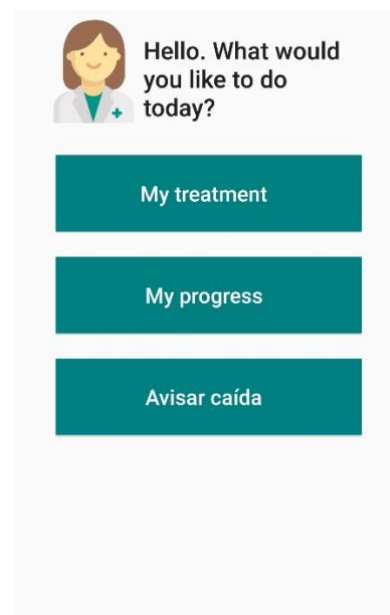 Hello. What would
you like to do
today?
My treatment
My progress
Avisar caída